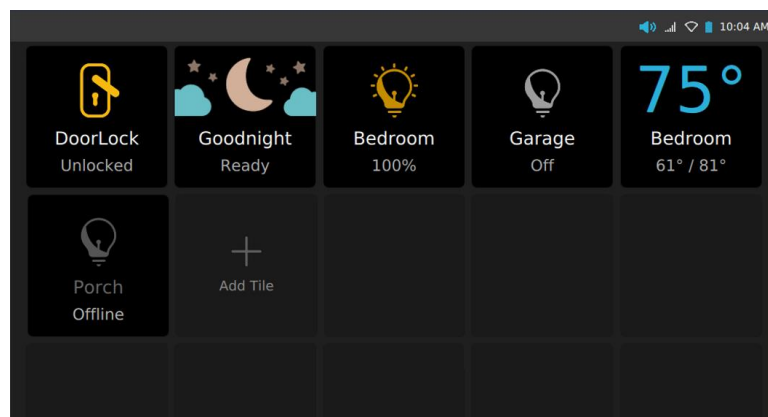 10:04 AM
DoorLock
Unlocked
Goodnight
Ready
Bedroom
100%
Garage
Off
75°
Bedroom
61° / 81°
Porch
Offline
Add Tile